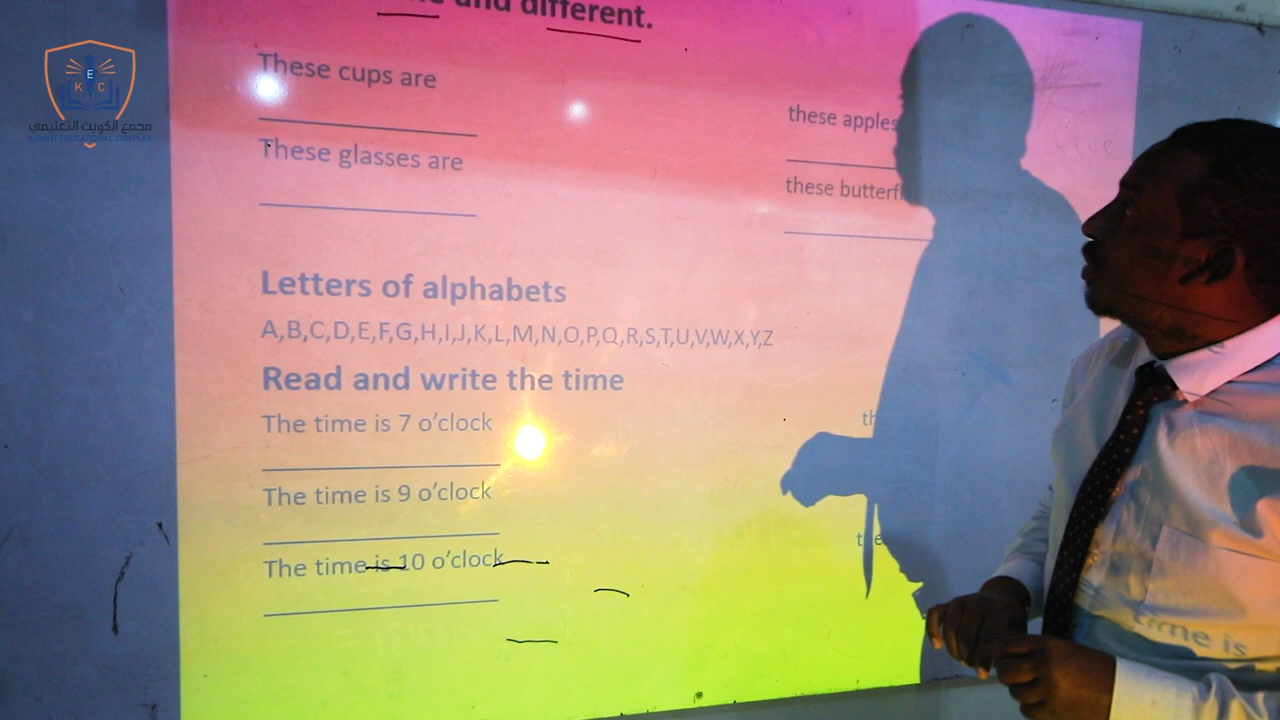 and different.
These cups are
these apples
These glasses are
these
Letters of alphabets
A,B,C,D,E,F,G,H,I,J,K,L,M,N,O,P,Q,R,S,T,U,V,W,X,Y,Z
Read and write the time
The time is 7 o'clock
The time is 9 o'clock
The time is 10 o'clock
time is
E
K C
مجمع الكويت التعليمي
KUWAIT EDUCATIONAL COMPLEX